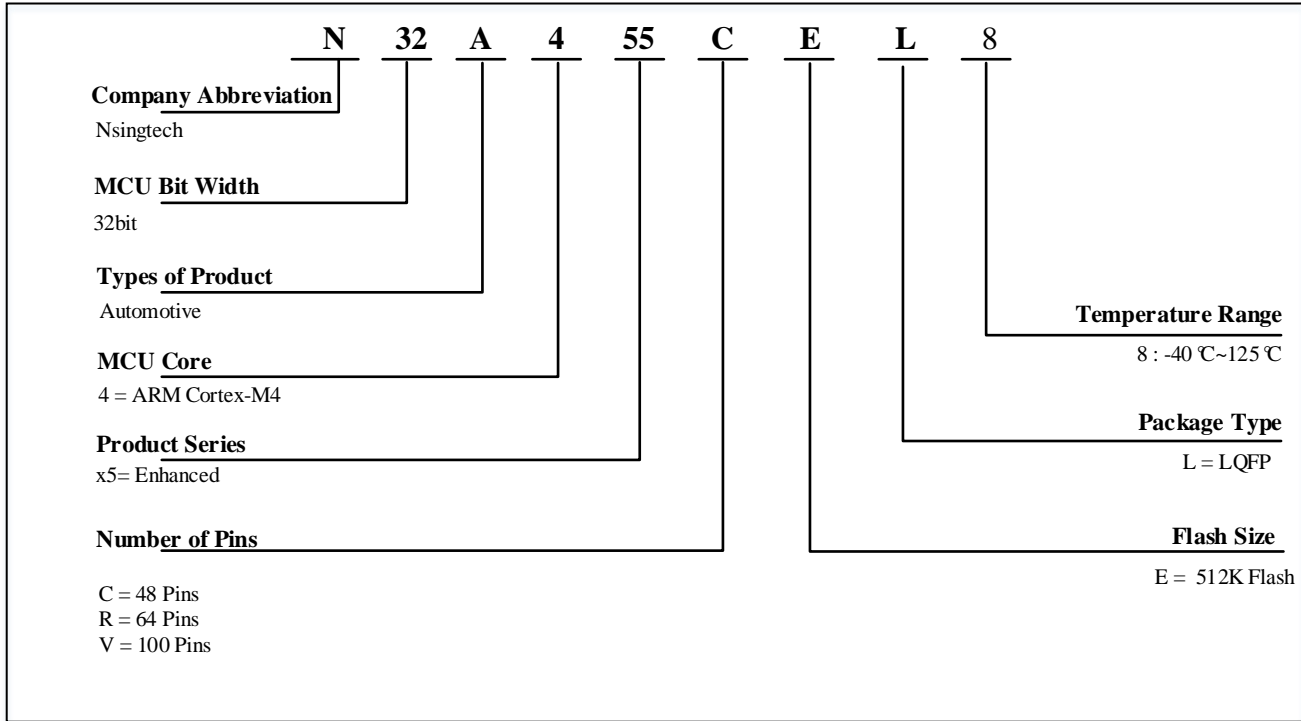 N 32 A 4 55 C E L 8
Company Abbreviation
Nsingtech
MCU Bit Width
32bit
Types of Product
Automotive
MCU Core
4 = ARM Cortex-M4
Product Series
x5= Enhanced
Number of Pins
C = 48 Pins
R = 64 Pins
V = 100 Pins
Temperature Range
8 : -40 ℃~125 ℃
Package Type
L = LQFP
Flash Size
E = 512K Flash